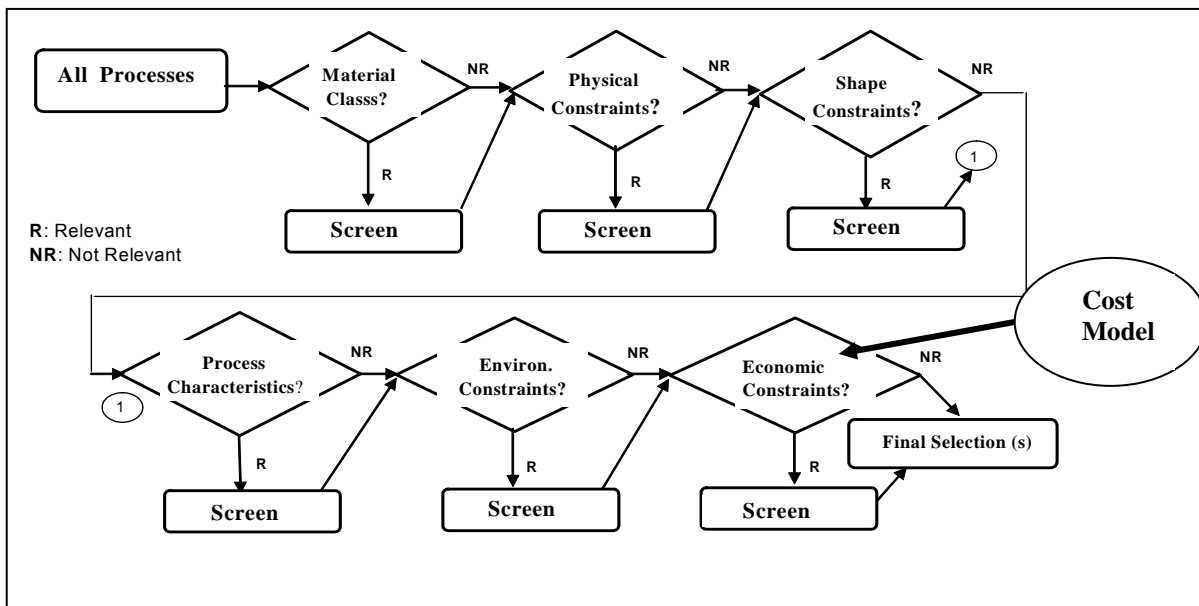 All Processes
Material
Classs?
NR
Physical
Constraints?
NR
Shape
Constraints?
NR
R
R
R
1
Screen
Screen
Screen
R: Relevant
NR: Not Relevant
Cost
Model
Process
Characteristics?
NR
Environ.
Constraints?
NR
Economic
Constraints?
NR
1
Final Selection (s)
R
R
R
Screen
Screen
Screen